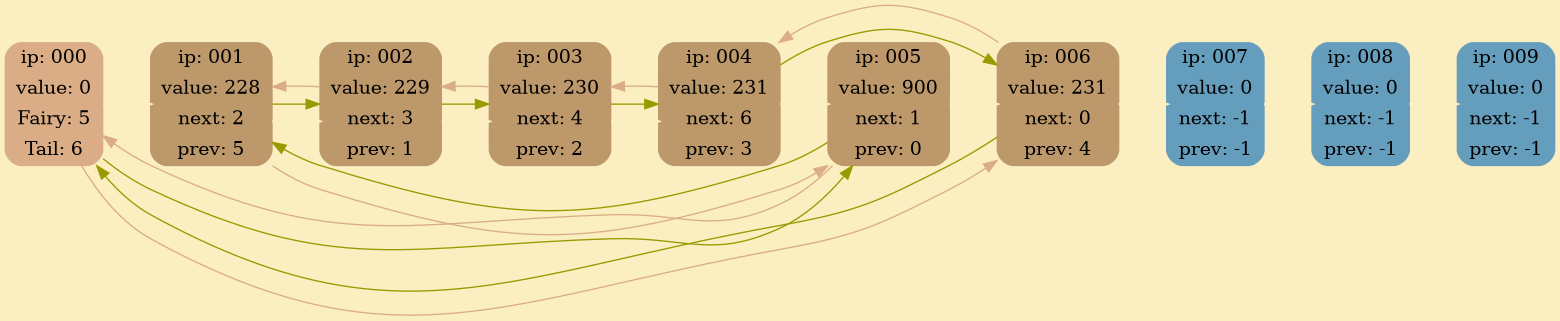 ip: 000
value: 0
Fairy: 5
Tail: 6
ip: 001
value: 228
next: 2
prev: 5
ip: 002
value: 229
next: 3
prev: 1
ip: 003
value: 230
next: 4
prev: 2
ip: 004
value: 231
next: 6
prev: 3
ip: 005
value: 900
next: 1
prev: 0
ip: 006
value: 231
next: 0
prev: 4
ip: 007
value: 0
next: -1
prev: -1
ip: 008
value: 0
next: -1
prev: -1
ip: 009
value: 0
next: -1
prev: -1